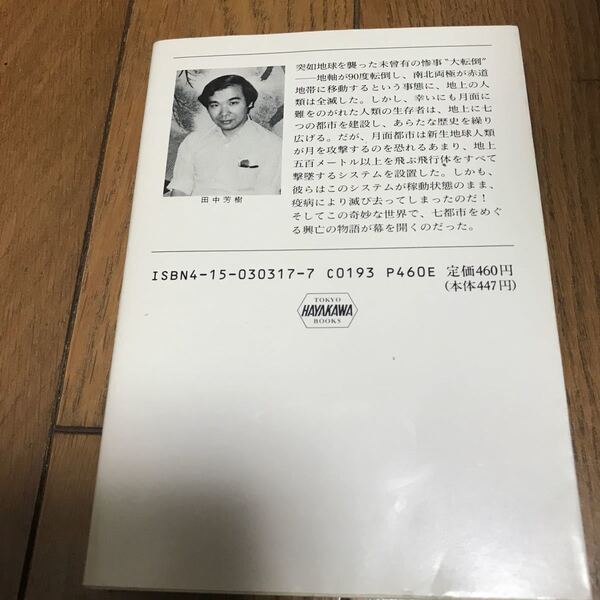 突如地球を襲った未曾有の惨事“大転倒”
――地軸が90度転倒し、南北両極が赤道
地帯に移動するという事態に、地上の人
類は全滅した。しかし、幸いにも月面に
難をのがれた人類の生存者は、地上に七
つの都市を建設し、あらたな歴史を繰り
広げる。だが、月面都市は新生地球人類
が月を攻撃するのを恐れるあまり、地上
五百メートル以上を飛ぶ飛行体をすべて
撃墜するシステムを設置した。しかも、
彼らはこのシステムが稼動状態のまま、
疫病により滅び去ってしまったのだ！
そしてこの奇妙な世界で、七都市をめぐ
る興亡の物語が幕を開くのだった。
田中芳樹
ISBN4-15-030317-7 C0193 P460E 定価460円
(本体447円)
TOKYO
HAYAKAWA
BOOKS